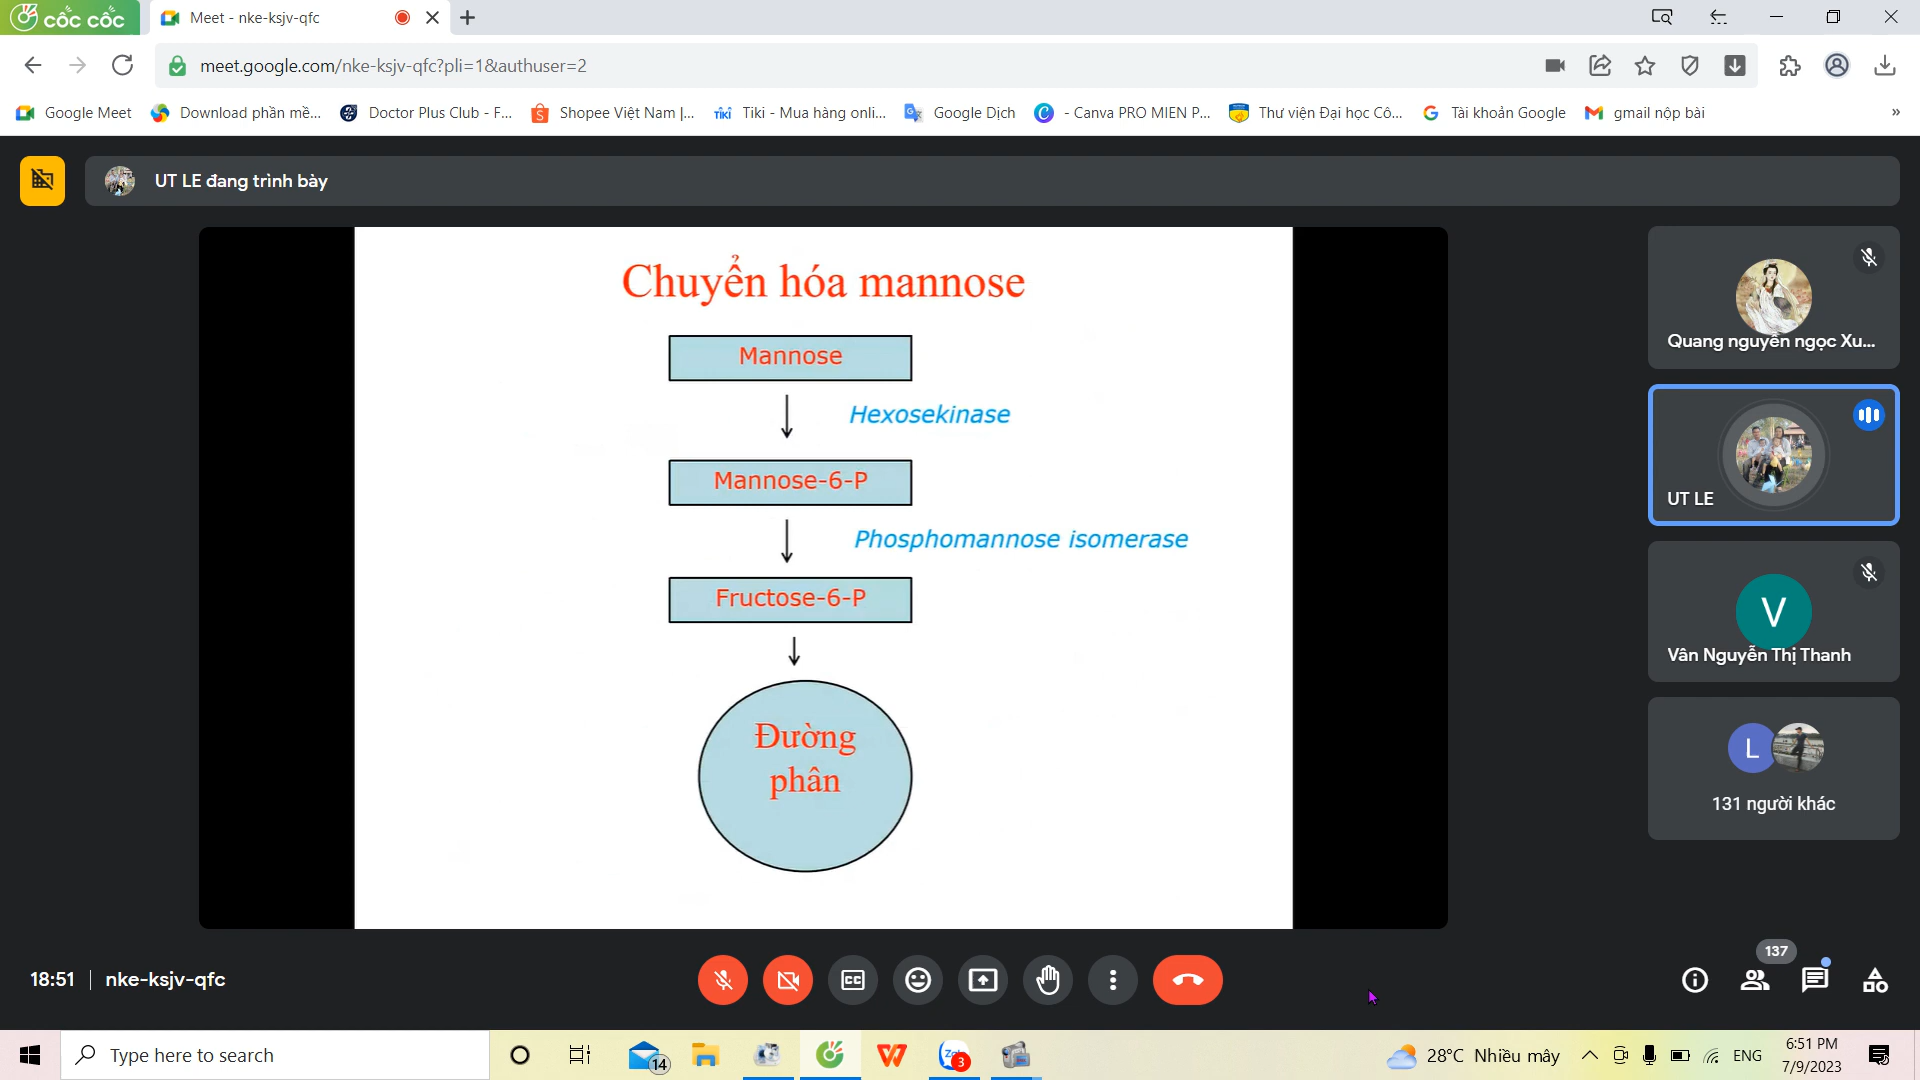 cốc cốc
Meet - nke-ksjv-qfc
meet.google.com/nke-ksjv-qfc?pli=1&authuser=2
Google Meet
Download phần mề...
Doctor Plus Club - F...
Shopee Việt Nam |...
Tiki - Mua hàng onli...
Google Dịch
- Canva PRO MIEN P...
Thư viện Đại học Cô...
Tài khoản Google
gmail nộp bài
»
UT LE đang trình bày
Chuyển hóa mannose
Mannose
Hexosekinase
Mannose-6-P
Phosphomannose isomerase
Fructose-6-P
Đường
phân
Quang nguyễn ngọc Xu...
UT LE
V
Vân Nguyễn Thị Thanh
L
131 người khác
18:51
nke-ksjv-qfc
137
Type here to search
14
3
28°C Nhiều mây
ENG
6:51 PM
7/9/2023